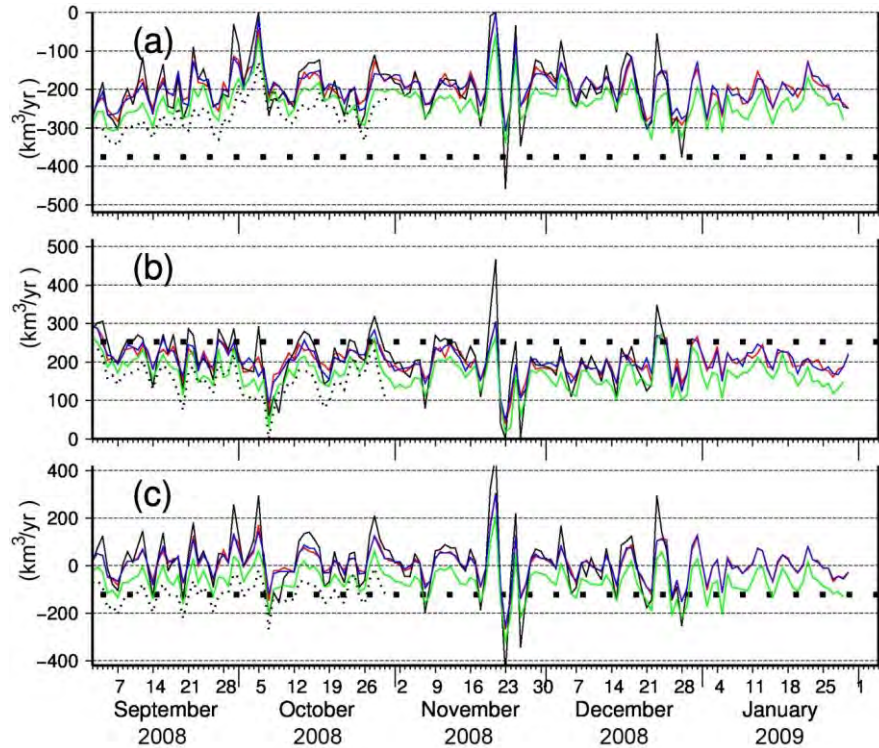 (a)
(km³/yr )
0
−100
−200
−300
−400
−500
(b)
(km³/yr )
500
400
300
200
100
0
(c)
(km³/yr )
400
200
0
−200
−400
7 14 21 28 5 12 19 26 2 9 16 23 30 7 14 21 28 4 11 18 25 1
September October November December January
2008 2008 2008 2008 2009